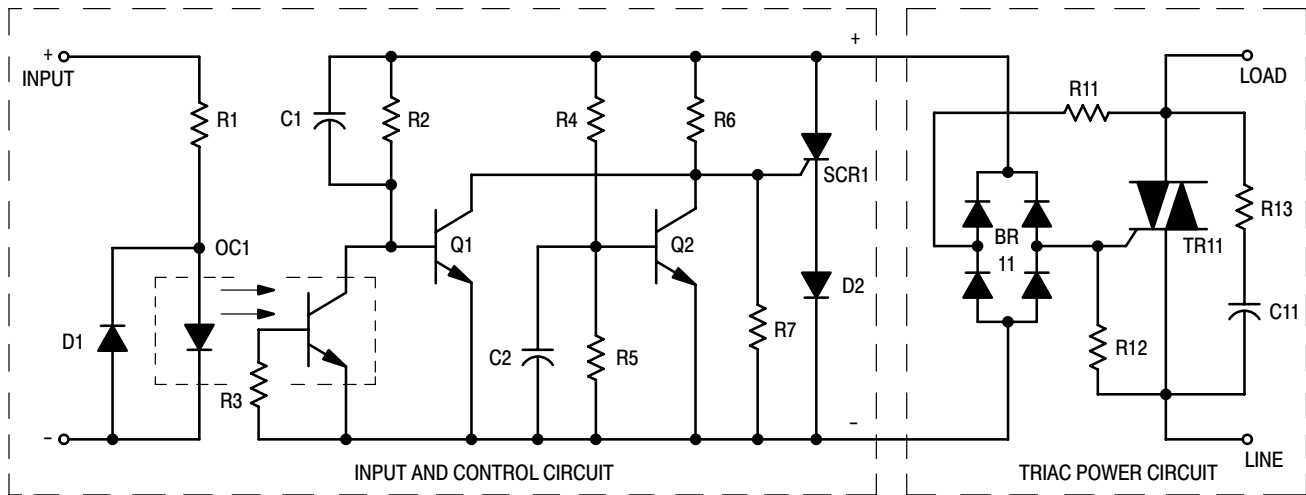 +
INPUT
R1
C1
R2
R4
R6
+
SCR1
R11
LOAD
OC1
Q1
Q2
BR
11
R13
TR11
D1
R3
C2
R5
R7
D2
R12
C11
–
–
INPUT AND CONTROL CIRCUIT
TRIAC POWER CIRCUIT
LINE